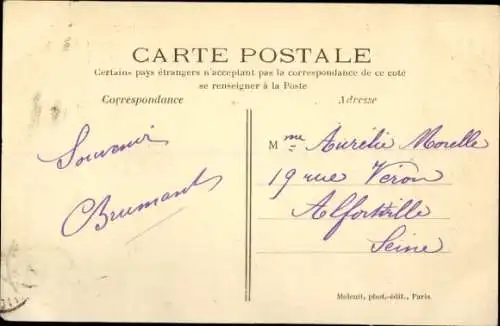 CARTE POSTALE
Certains pays étrangers n'acceptant pas la correspondance de ce coté
se renseigner à la Poste
Correspondance
Adresse
Souvenir
Brumant
Mme Aurélie Morelle
19 rue Véron
Alfortville
Seine
Meleuit, phot.-édit., Paris.